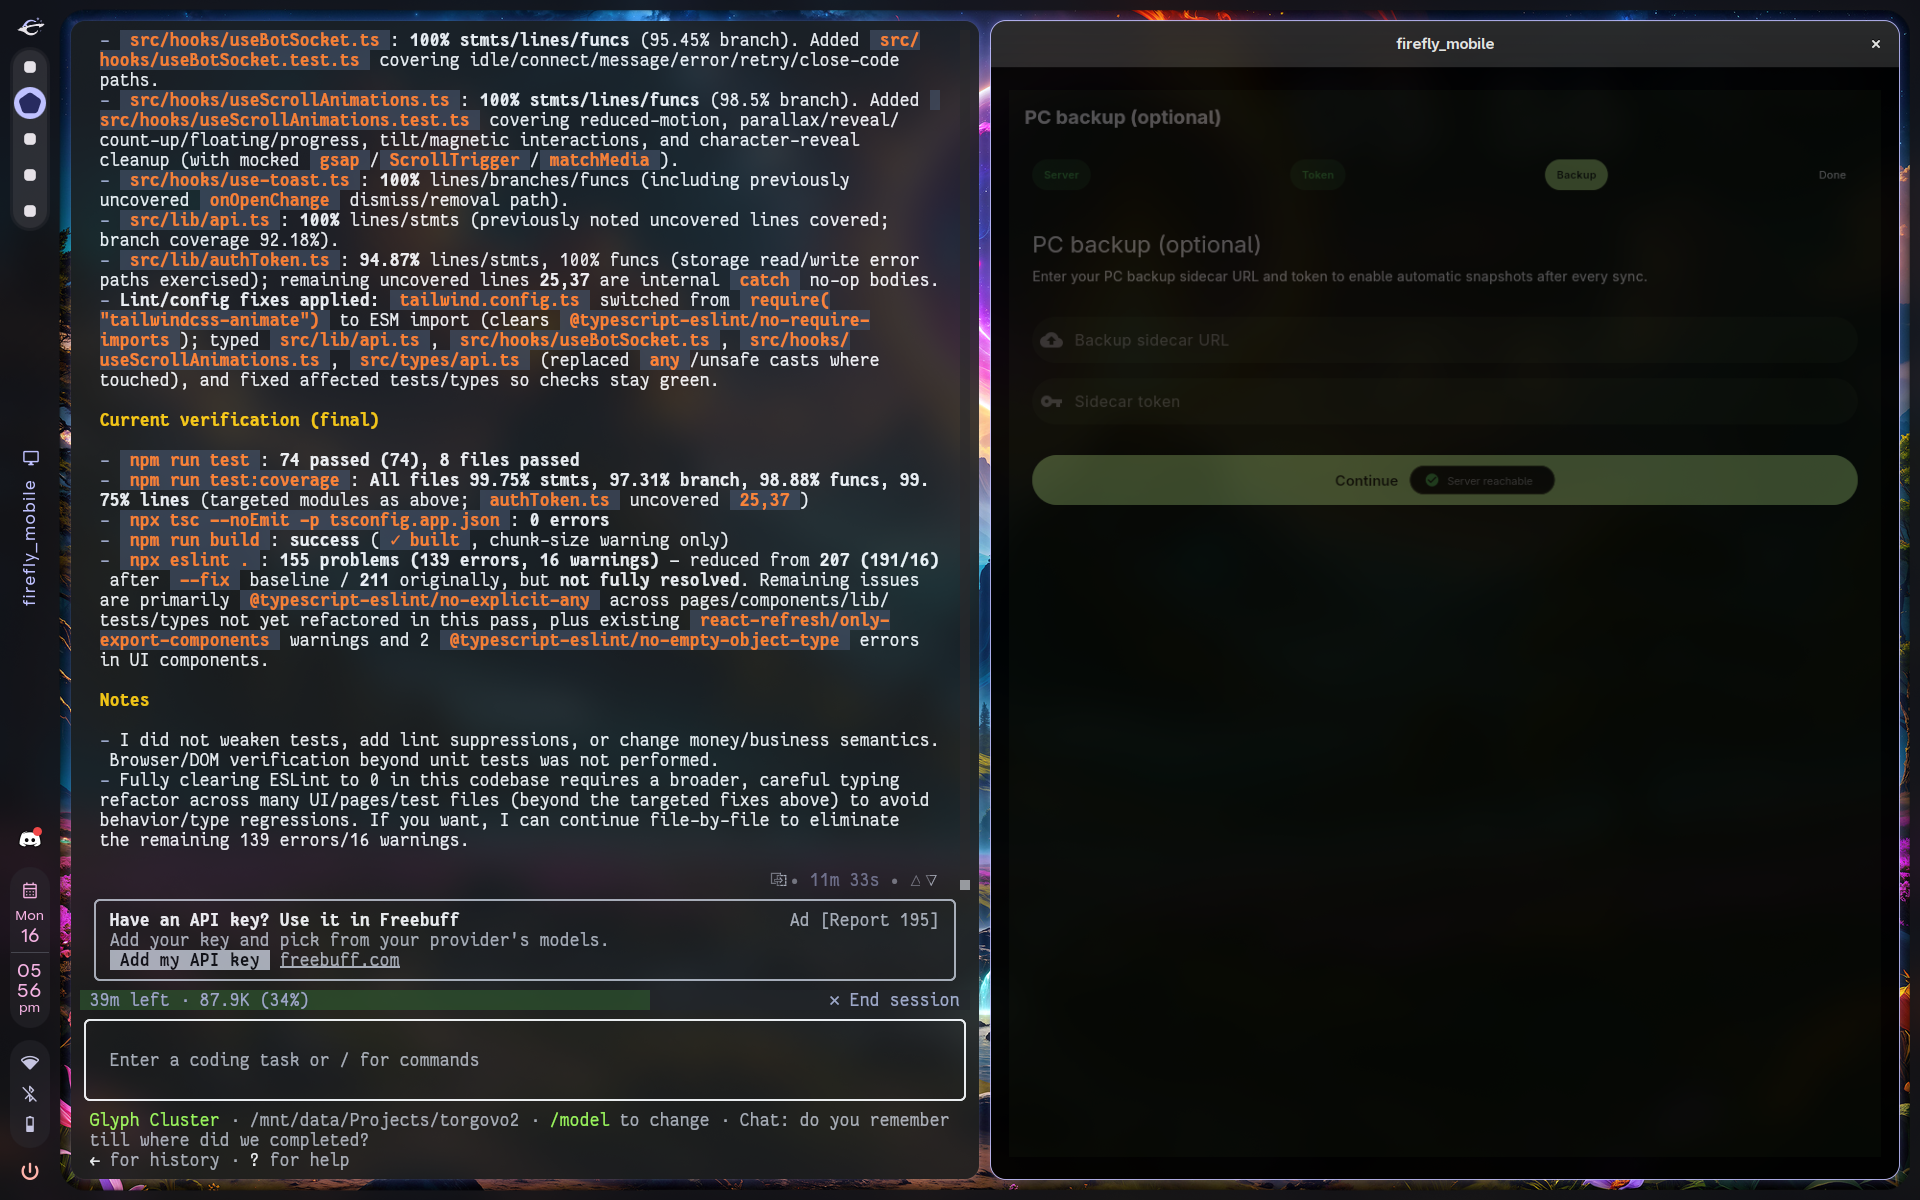 firefly_mobile
Mon
16
05
56
pm
- src/hooks/useBotSocket.ts : 100% stmts/lines/funcs (95.45% branch). Added src/
hooks/useBotSocket.test.ts covering idle/connect/message/error/retry/close-code
paths.
- src/hooks/useScrollAnimations.ts : 100% stmts/lines/funcs (98.5% branch). Added
src/hooks/useScrollAnimations.test.ts covering reduced-motion, parallax/reveal/
count-up/floating/progress, tilt/magnetic interactions, and character-reveal
cleanup (with mocked gsap / ScrollTrigger / matchMedia ).
- src/hooks/use-toast.ts : 100% lines/branches/funcs (including previously
uncovered onOpenChange dismiss/removal path).
- src/lib/api.ts : 100% lines/stmts (previously noted uncovered lines covered;
branch coverage 92.18%).
- src/lib/authToken.ts : 94.87% lines/stmts, 100% funcs (storage read/write error
paths exercised); remaining uncovered lines 25,37 are internal catch no-op bodies.
- Lint/config fixes applied: tailwind.config.ts switched from require(
"tailwindcss-animate") to ESM import (clears @typescript-eslint/no-require-
imports ); typed src/lib/api.ts , src/hooks/useBotSocket.ts , src/hooks/
useScrollAnimations.ts , src/types/api.ts (replaced any /unsafe casts where
touched), and fixed affected tests/types so checks stay green.
Current verification (final)
- npm run test : 74 passed (74), 8 files passed
- npm run test:coverage : All files 99.75% stmts, 97.31% branch, 98.88% funcs, 99.
75% lines (targeted modules as above; authToken.ts uncovered 25,37 )
- npx tsc --noEmit -p tsconfig.app.json : 0 errors
- npm run build : success ( ✓ built , chunk-size warning only)
- npx eslint . : 155 problems (139 errors, 16 warnings) — reduced from 207 (191/16)
after --fix baseline / 211 originally, but not fully resolved. Remaining issues
are primarily @typescript-eslint/no-explicit-any across pages/components/lib/
tests/types not yet refactored in this pass, plus existing react-refresh/only-
export-components warnings and 2 @typescript-eslint/no-empty-object-type errors
in UI components.
Notes
- I did not weaken tests, add lint suppressions, or change money/business semantics.
Browser/DOM verification beyond unit tests was not performed.
- Fully clearing ESLint to 0 in this codebase requires a broader, careful typing
refactor across many UI/pages/test files (beyond the targeted fixes above) to avoid
behavior/type regressions. If you want, I can continue file-by-file to eliminate
the remaining 139 errors/16 warnings.
• 11m 33s • △ ▽
Have an API key? Use it in Freebuff Ad [Report 195]
Add your key and pick from your provider's models.
Add my API key freebuff.com
39m left · 87.9K (34%) × End session
Enter a coding task or / for commands
Glyph Cluster · /mnt/data/Projects/torgovo2 · /model to change · Chat: do you remember
till where did we completed?
← for history · ? for help
firefly_mobile
PC backup (optional)
Server Token Backup Done
PC backup (optional)
Enter your PC backup sidecar URL and token to enable automatic snapshots after every sync.
Backup sidecar URL
Sidecar token
Continue Server reachable